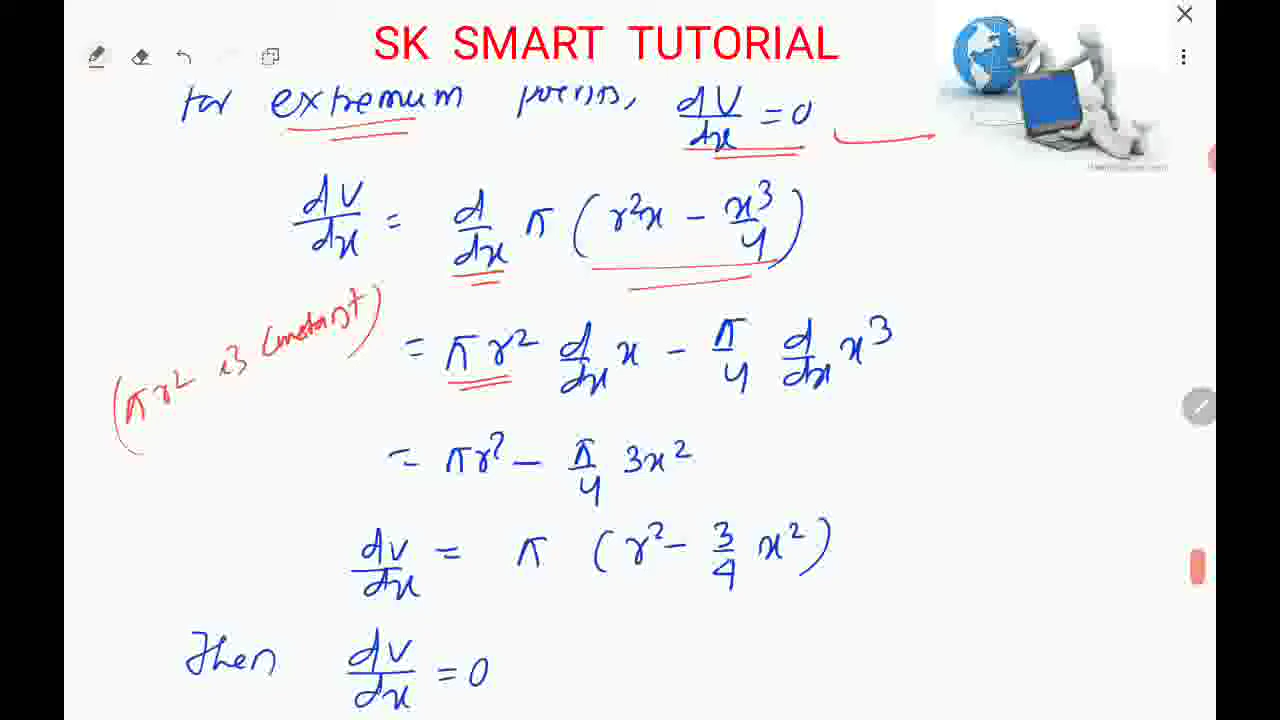 SK SMART TUTORIAL
for extremum points, dV/dx = 0
dV/dx = d/dx π (r²x - x³/4)
(πr² is constant)
= πr² d/dx x - π/4 d/dx x³
= πr² - π/4 3x²
dv/dx = π (r² - 3/4 x²)
Then dv/dx = 0